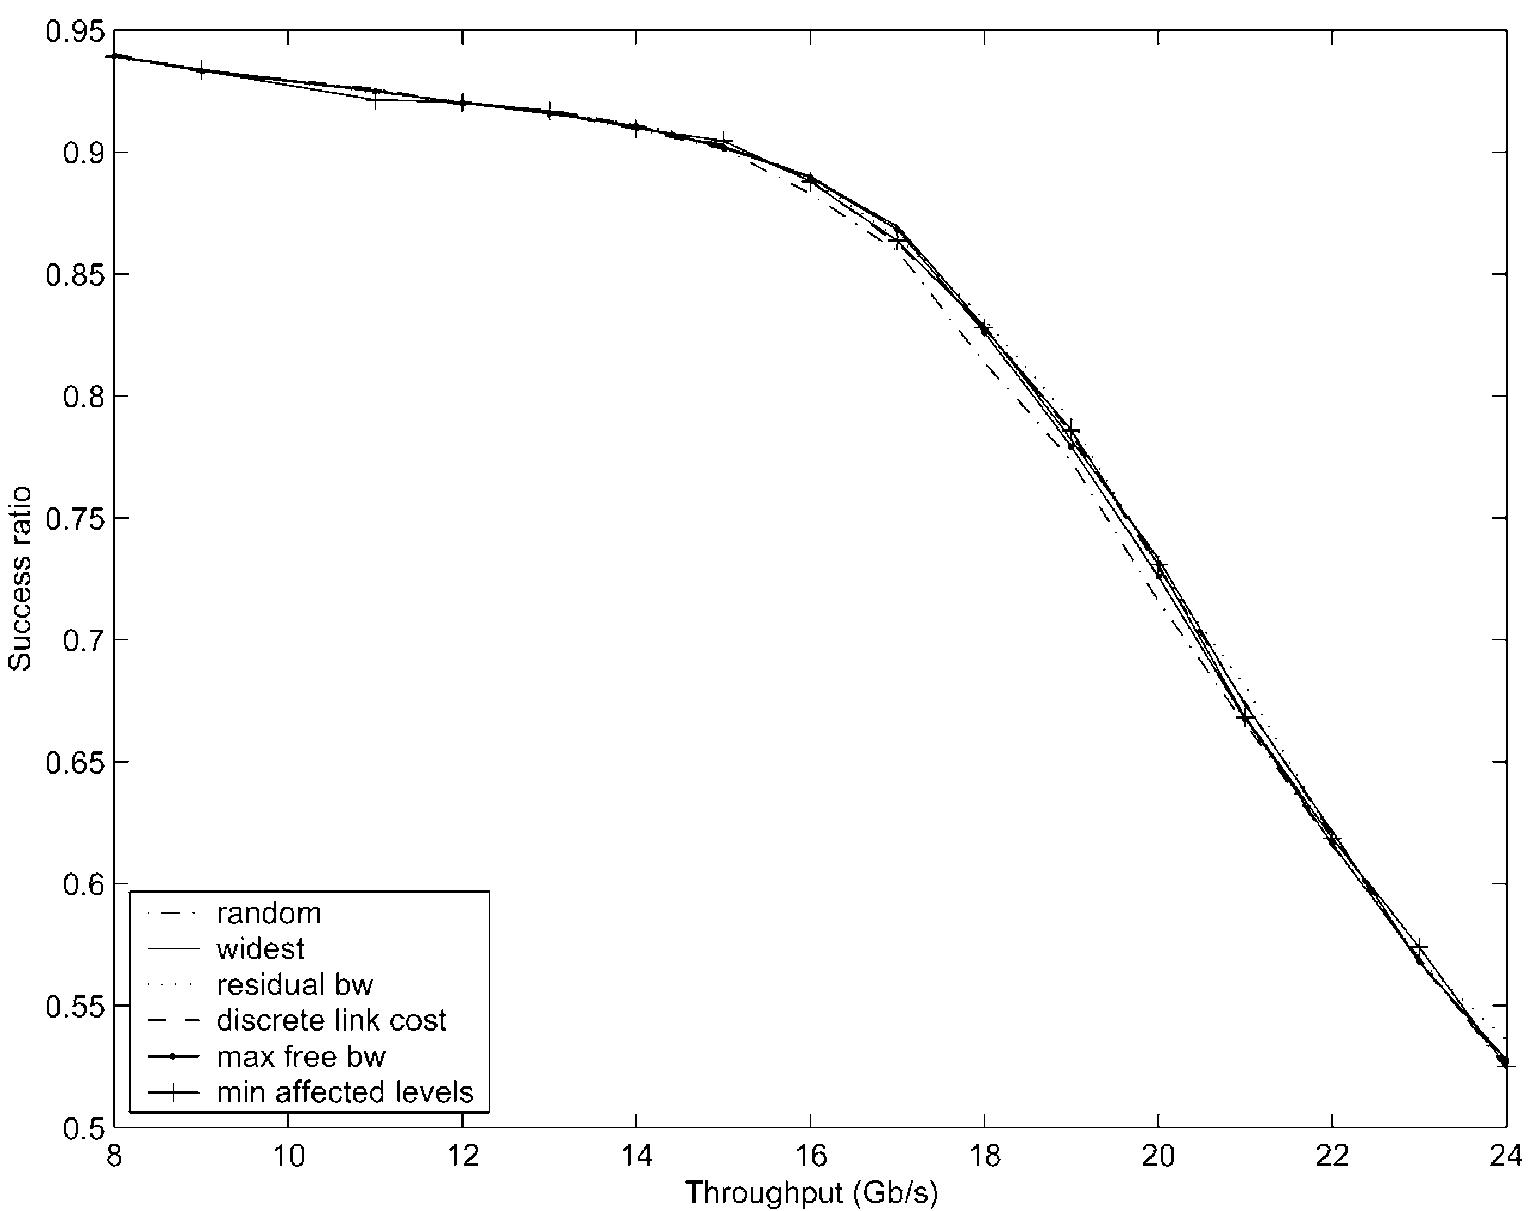 0.95
0.9
0.85
0.8
0.75
0.7
0.65
0.6
0.55
0.5
Success ratio
random
widest
residual bw
discrete link cost
max free bw
min affected levels
8 10 12 14 16 18 20 22 24
Throughput (Gb/s)